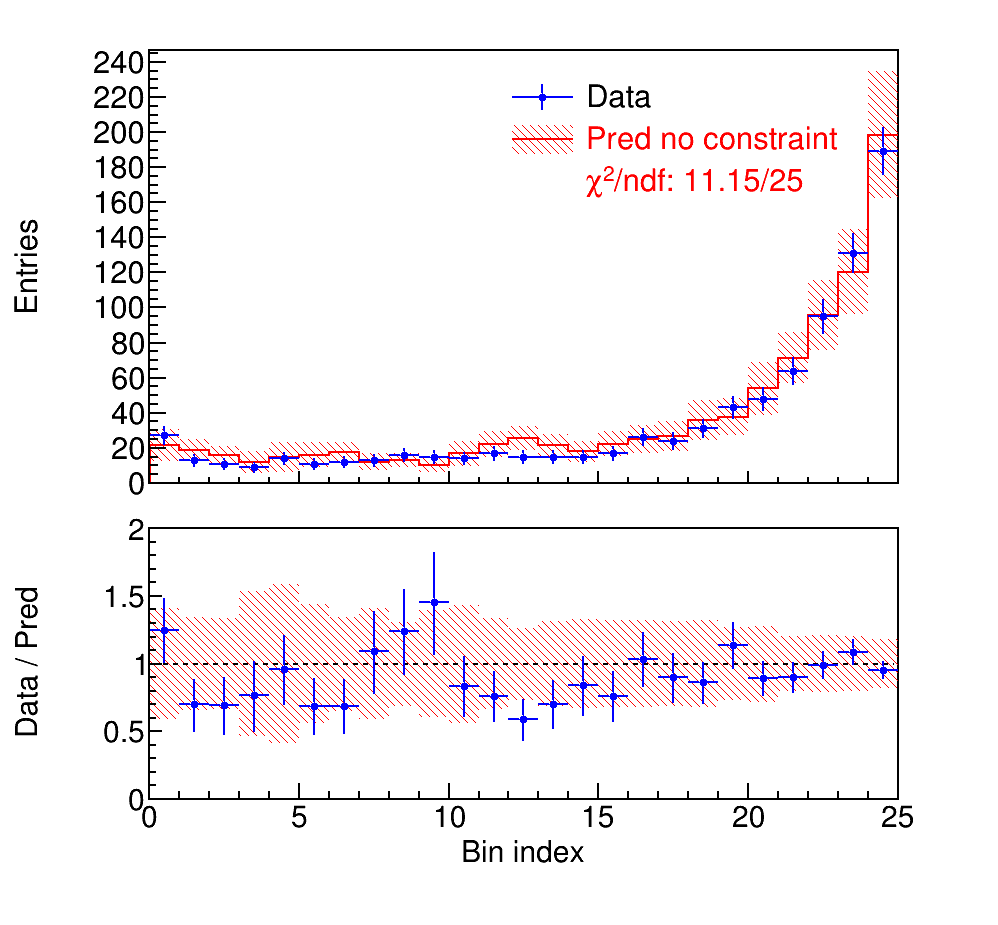 240
220
200
180
160
140
120
100
80
60
40
20
0
Entries
Data
Pred no constraint
χ²/ndf: 11.15/25
2
1.5
1
0.5
0
Data / Pred
0 5 10 15 20 25
Bin index